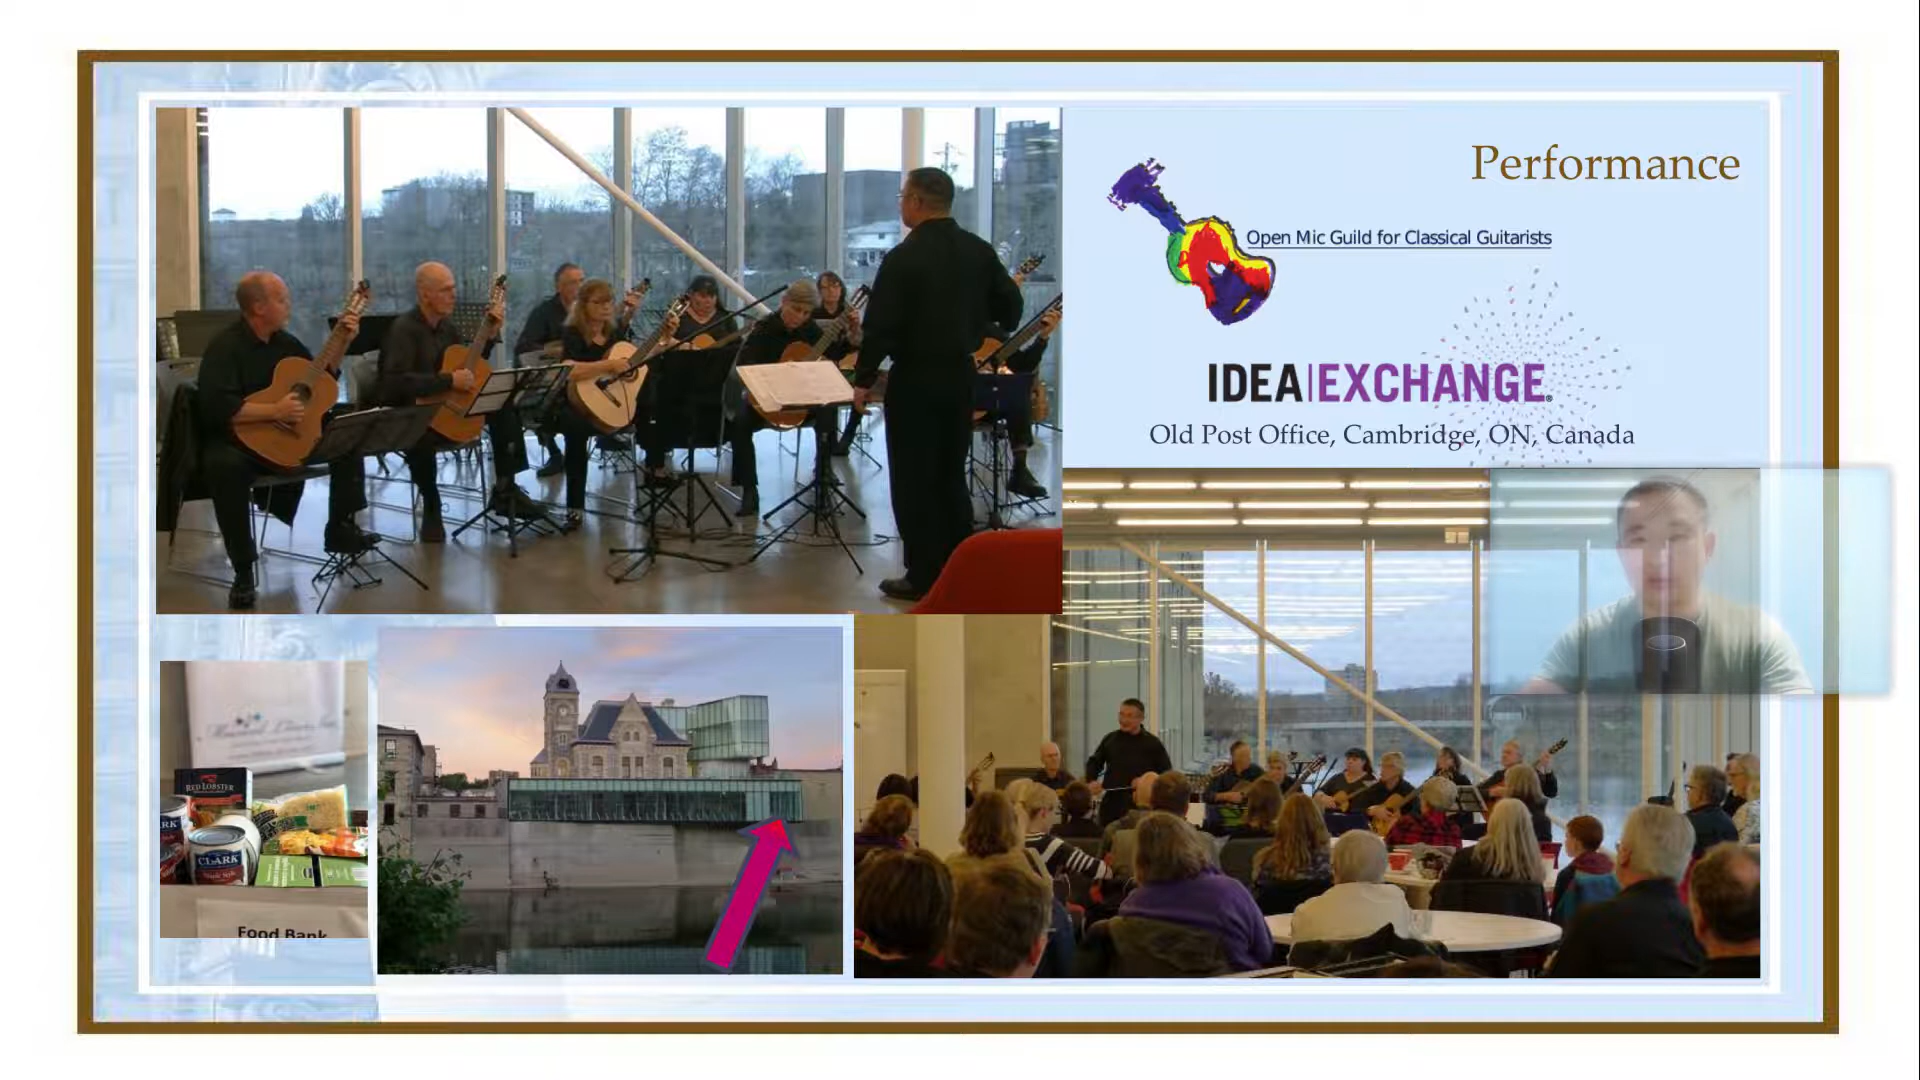 Performance
Open Mic Guild for Classical Guitarists
IDEA|EXCHANGE®
Old Post Office, Cambridge, ON, Canada
RED LOBSTER
CLARK
Food Bank